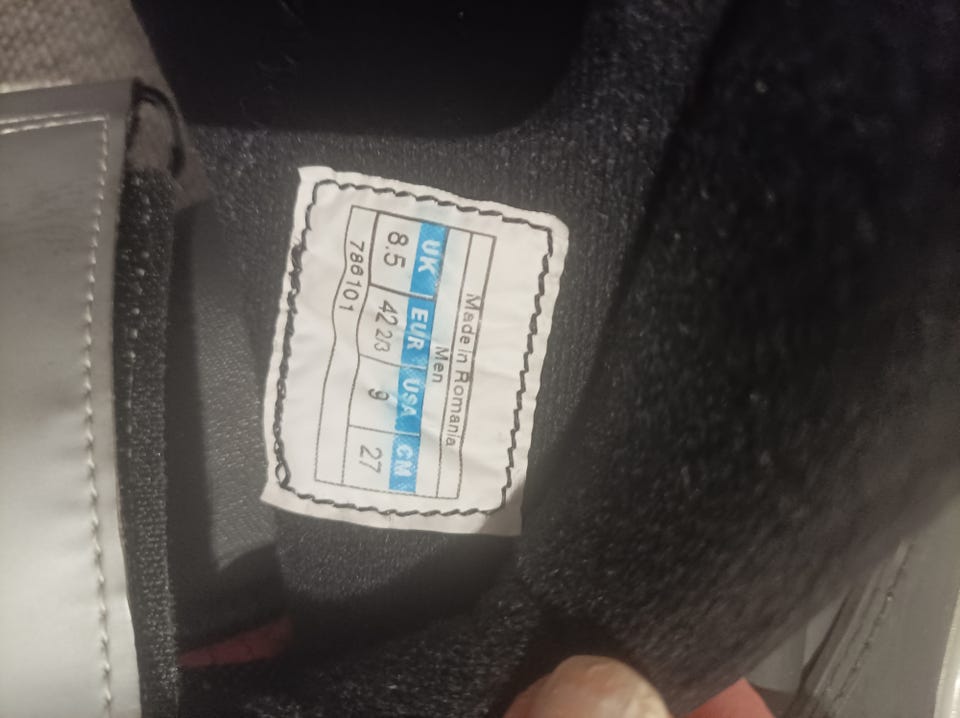 Made in Romania
Men
UK EUR USA CM
8.5 42 2/3 9 27
786101